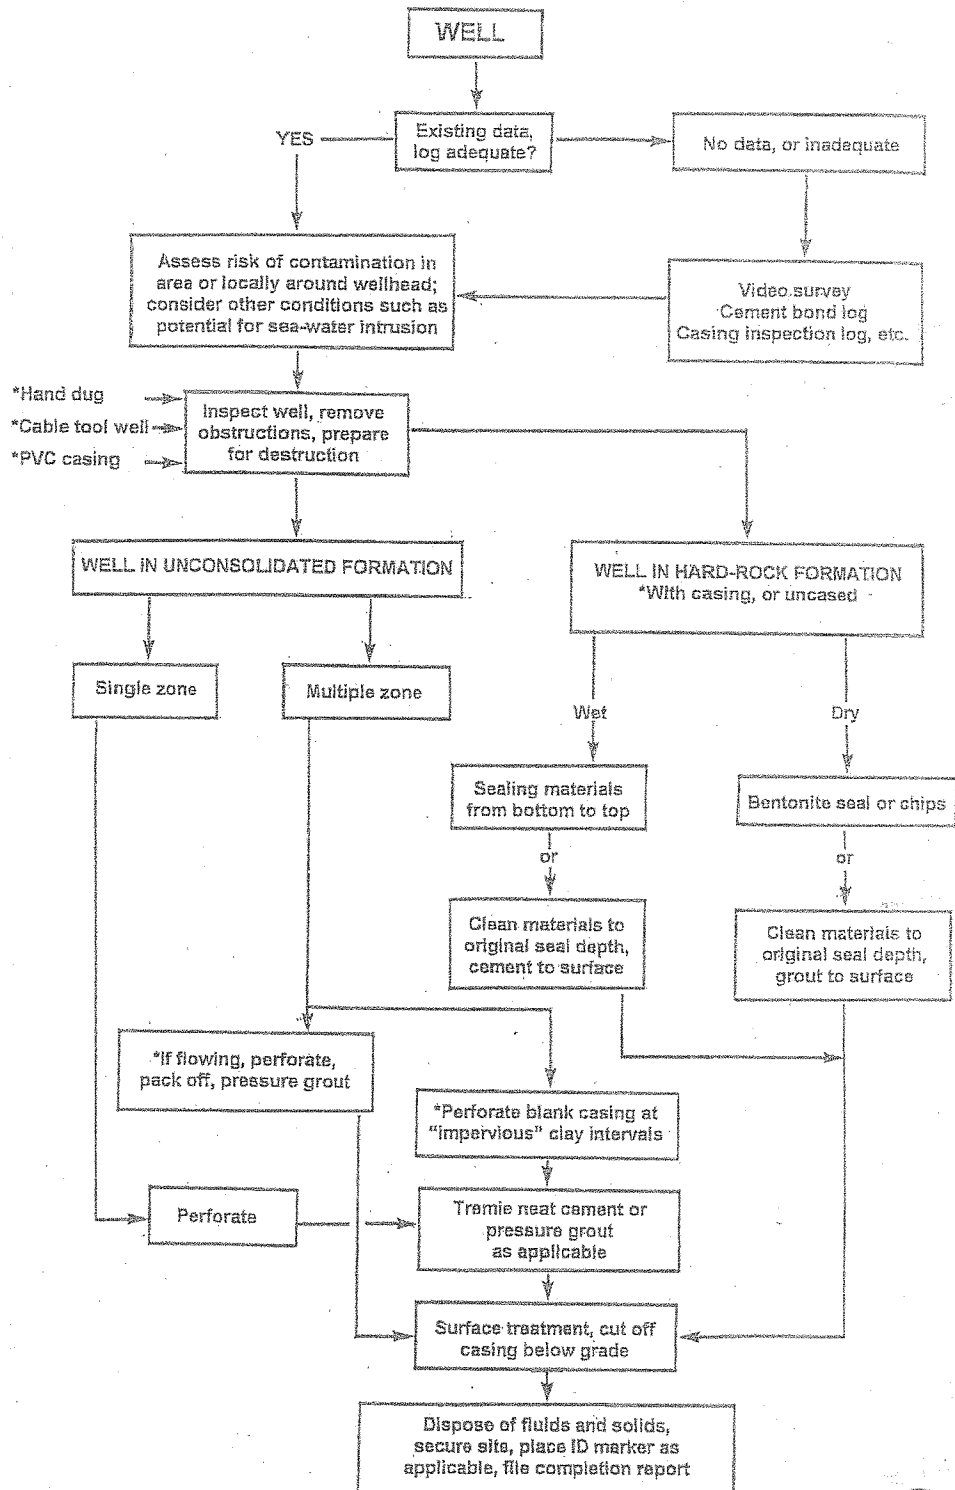 WELL
Existing data,
log adequate?
YES
No data, or inadequate
Assess risk of contamination in
area or locally around wellhead;
consider other conditions such as
potential for sea-water intrusion
Video survey
Cement bond log
Casing inspection log, etc.
*Hand dug
*Cable tool well
*PVC casing
Inspect well, remove
obstructions, prepare
for destruction
WELL IN UNCONSOLIDATED FORMATION
WELL IN HARD-ROCK FORMATION
*With casing, or uncased
Single zone
Multiple zone
Wet
Dry
Sealing materials
from bottom to top
Bentonite seal or chips
or
or
Clean materials to
original seal depth,
cement to surface
Clean materials to
original seal depth,
grout to surface
*If flowing, perforate,
pack off, pressure grout
*Perforate blank casing at
"impervious" clay intervals
Perforate
Tremie neat cement or
pressure grout
as applicable
Surface treatment, cut off
casing below grade
Dispose of fluids and solids,
secure site, place ID marker as
applicable, file completion report